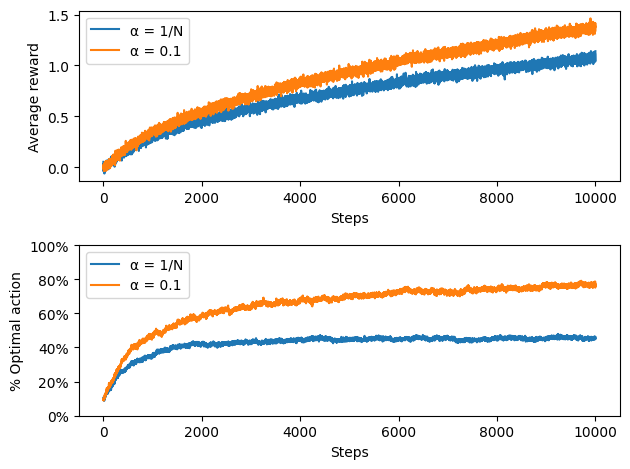 1.5
1.0
0.5
0.0
Average reward
α = 1/N
α = 0.1
0 2000 4000 6000 8000 10000
Steps
100%
80%
60%
40%
20%
0%
% Optimal action
α = 1/N
α = 0.1
0 2000 4000 6000 8000 10000
Steps